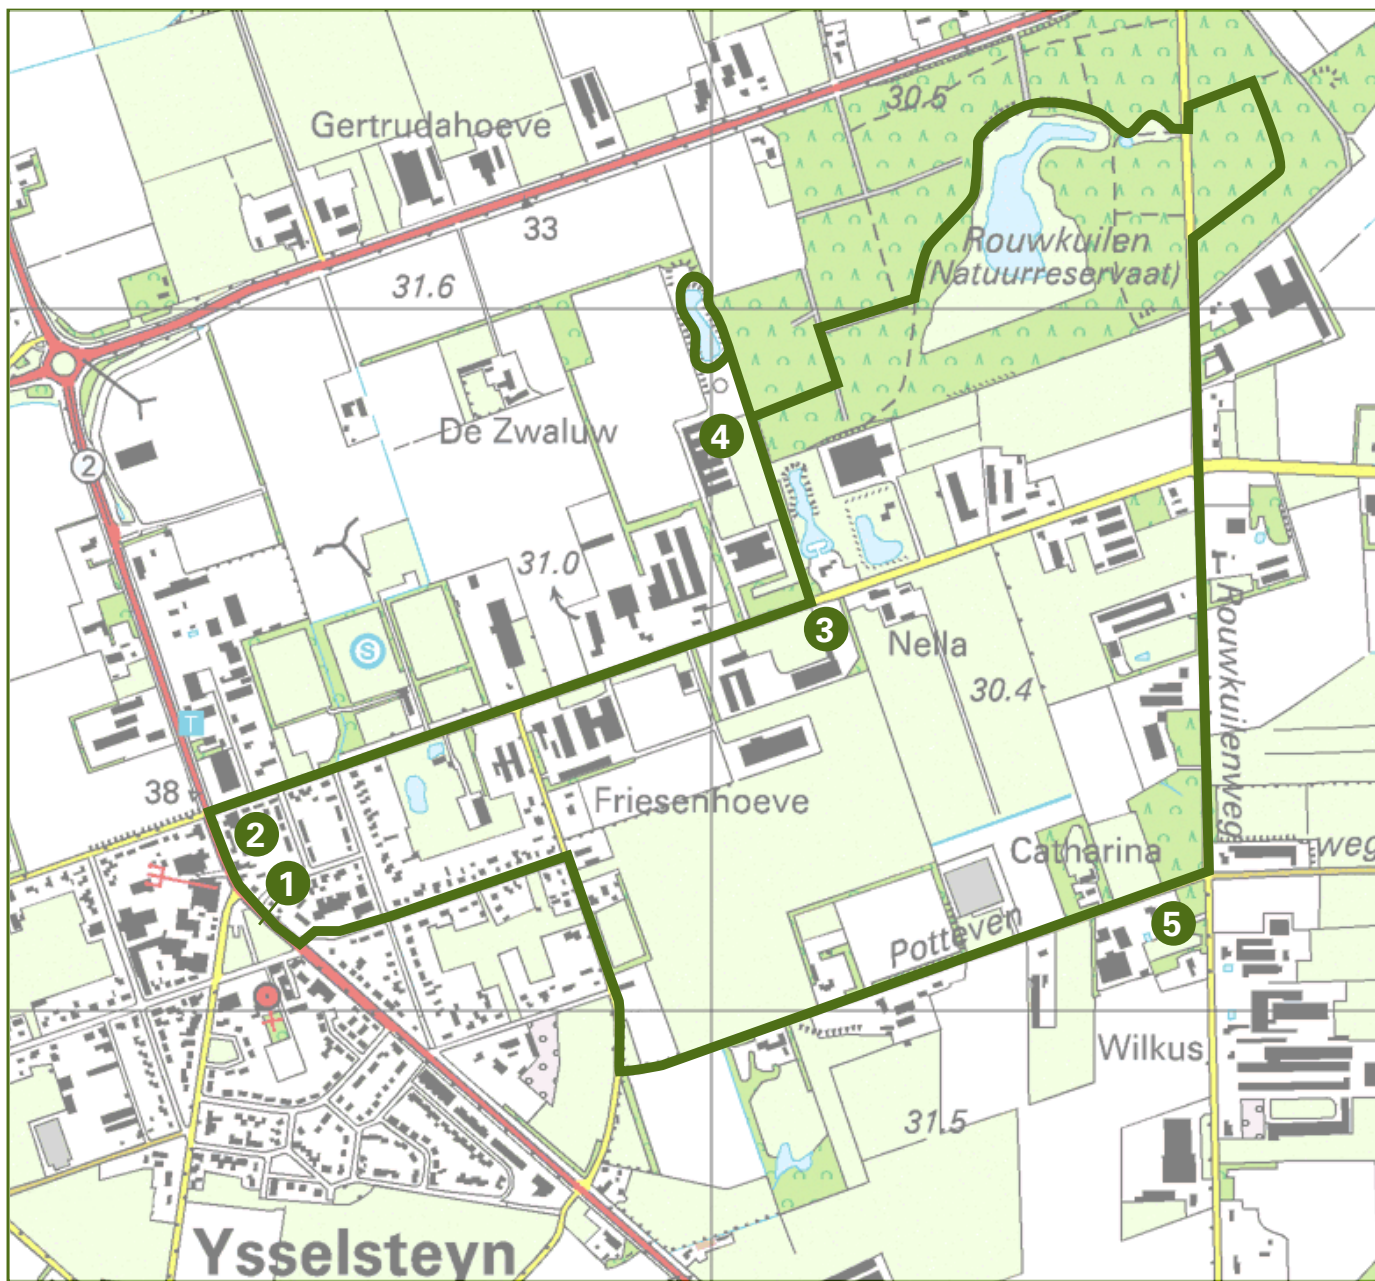 30.5
Gertrudahoeve
33
Rouwkuilen
(Natuurreservaat)
31.6
De Zwaluw
4
2
31.0
3
S
Nella
30.4
Rouwkuilenweg
T
38
Friesenhoeve
2
Catharina
weg
1
Potteven
5
Wilkus
31.5
Ysselsteyn